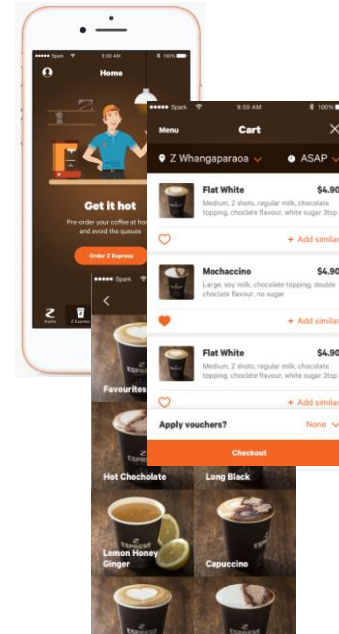 Spark 9:00 AM 100%
Home
Get it hot
Pre-order your coffee at
and avoid the queues
Order Z Express
Home
Spark 9:00 AM 100%
Menu Cart
Z Whangaparaoa ASAP
Flat White $4.90
Medium, 2 shots, regular milk, chocolate
topping, choclate flavour, white sugar 3tsp
+ Add similar
Mochaccino $4.90
Large, soy milk, chocolate topping, double
choclate flavour, no sugar
+ Add similar
Flat White $4.90
Medium, 2 shots, regular milk, chocolate
topping, choclate flavour, white sugar 3tsp
+ Add similar
Apply vouchers? None
Checkout
Spark
Favourites
Hot Chocholate Long Black
Lemon Honey
Ginger
Capuccino